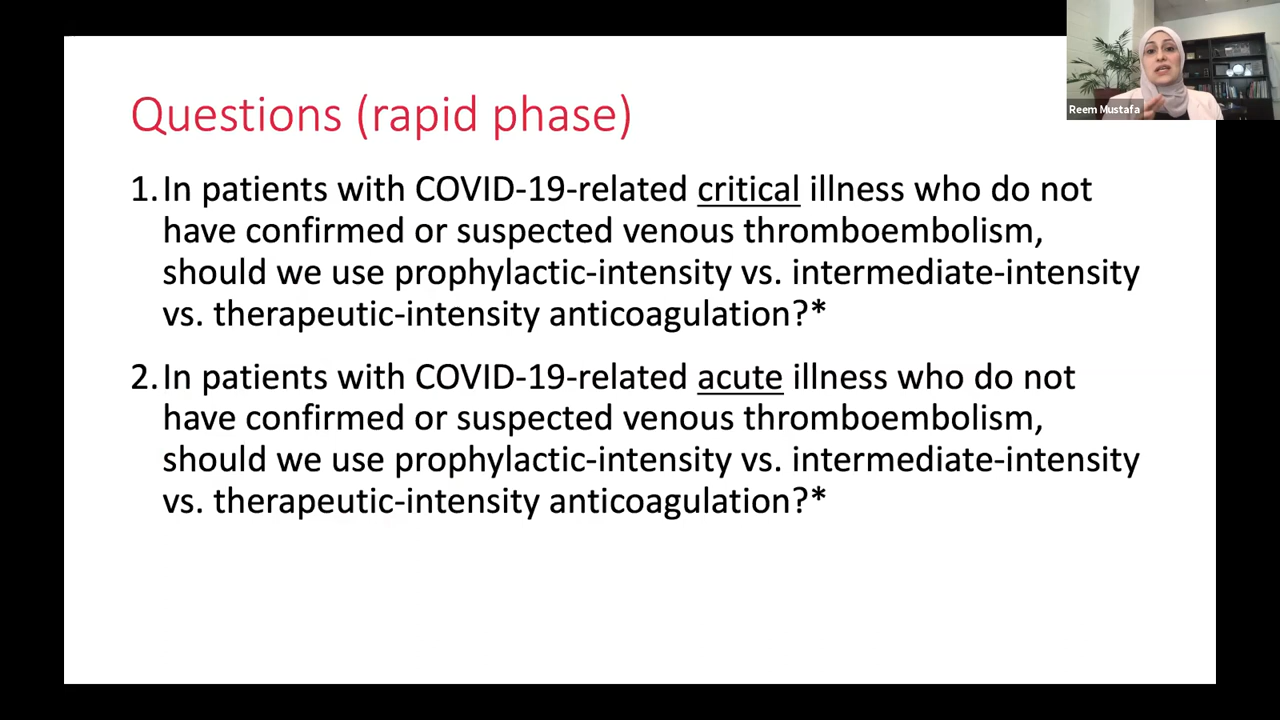 Reem Mustafa
Questions (rapid phase)
1. In patients with COVID-19-related critical illness who do not
have confirmed or suspected venous thromboembolism,
should we use prophylactic-intensity vs. intermediate-intensity
vs. therapeutic-intensity anticoagulation?*
2. In patients with COVID-19-related acute illness who do not
have confirmed or suspected venous thromboembolism,
should we use prophylactic-intensity vs. intermediate-intensity
vs. therapeutic-intensity anticoagulation?*